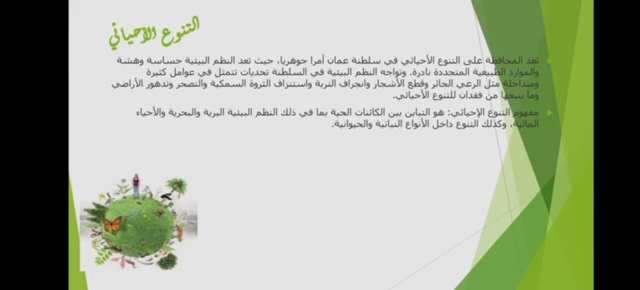 التنوع الأحيائي
تعد المحافظة على التنوع الأحيائي في سلطنة عمان أمرا جوهريا، حيث تعد النظم البيئية حساسة وهشة
والموارد الطبيعية المتجددة نادرة. وتواجه النظم البيئية في السلطنة تحديات تتمثل في عوامل كثيرة
ومتداخلة مثل الرعي الجائر وقطع الأشجار وانجراف التربة واستنزاف الثروة السمكية والتصحر وتدهور الأراضي
وما يتبعها من فقدان للتنوع الأحيائي.
مفهوم التنوع الإحيائي: هو التباين بين الكائنات الحية بما في ذلك النظم البيئية البرية والبحرية والأحياء
المائية، وكذلك التنوع داخل الأنواع النباتية والحيوانية.